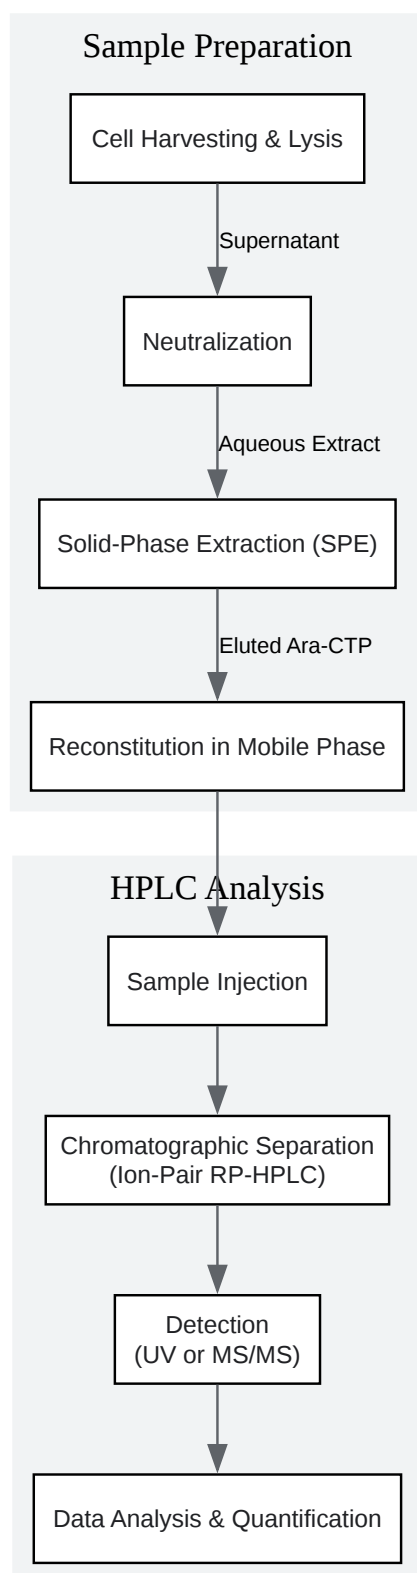 Sample Preparation
Cell Harvesting & Lysis
Supernatant
Neutralization
Aqueous Extract
Solid-Phase Extraction (SPE)
Eluted Ara-CTP
Reconstitution in Mobile Phase
HPLC Analysis
Sample Injection
Chromatographic Separation
(Ion-Pair RP-HPLC)
Detection
(UV or MS/MS)
Data Analysis & Quantification